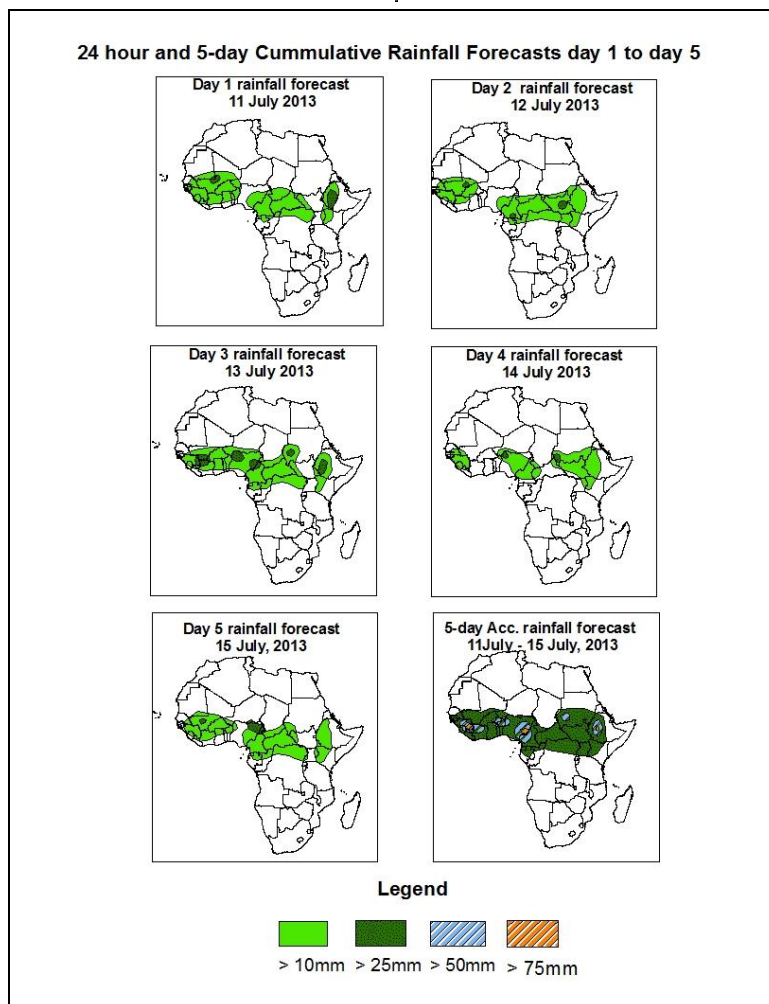 24 hour and 5-day Cummulative Rainfall Forecasts day 1 to day 5
Day 1 rainfall forecast
11 July 2013
Day 2 rainfall forecast
12 July 2013
Day 3 rainfall forecast
13 July 2013
Day 4 rainfall forecast
14 July 2013
Day 5 rainfall forecast
15 July, 2013
5-day Acc. rainfall forecast
11July - 15 July, 2013
Legend
> 10mm > 25mm > 50mm > 75mm